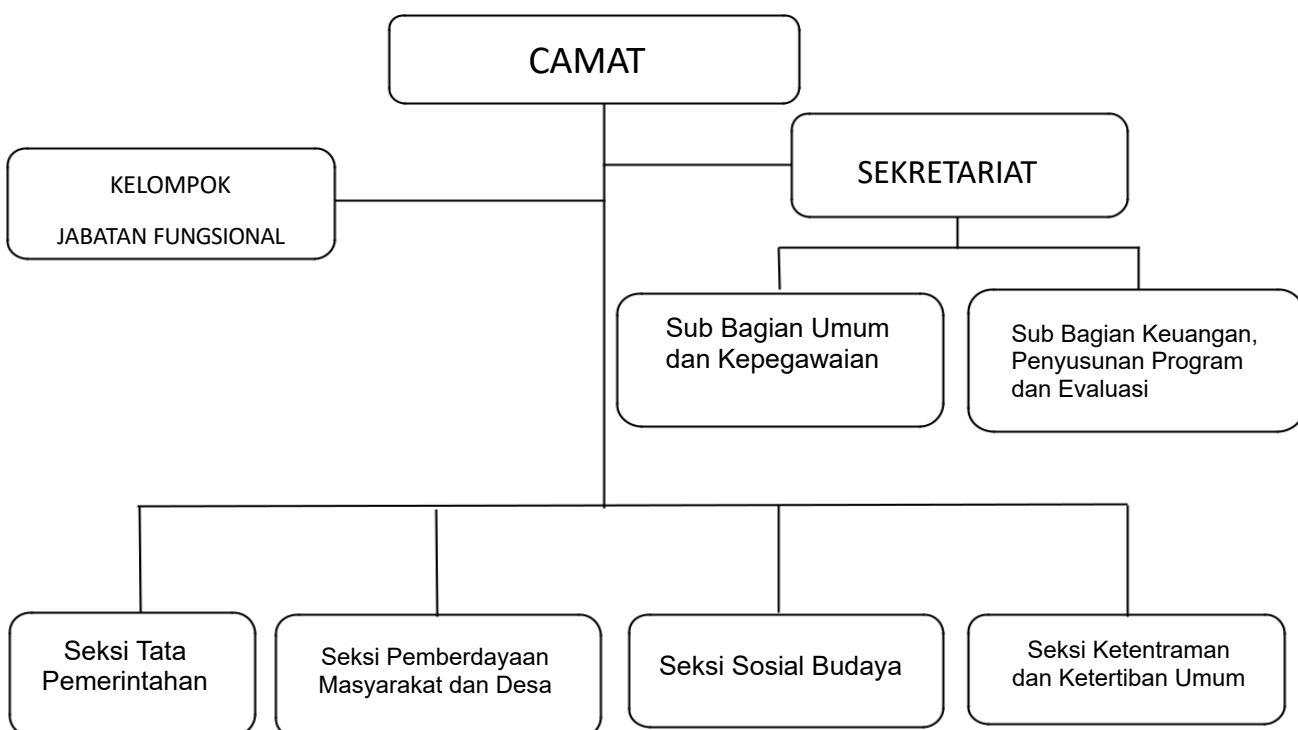 CAMAT
KELOMPOK
JABATAN FUNGSIONAL
SEKRETARIAT
Sub Bagian Umum
dan Kepegawaian
Sub Bagian Keuangan,
Penyusunan Program
dan Evaluasi
Seksi Tata
Pemerintahan
Seksi Pemberdayaan
Masyarakat dan Desa
Seksi Sosial Budaya
Seksi Ketentraman
dan Ketertiban Umum